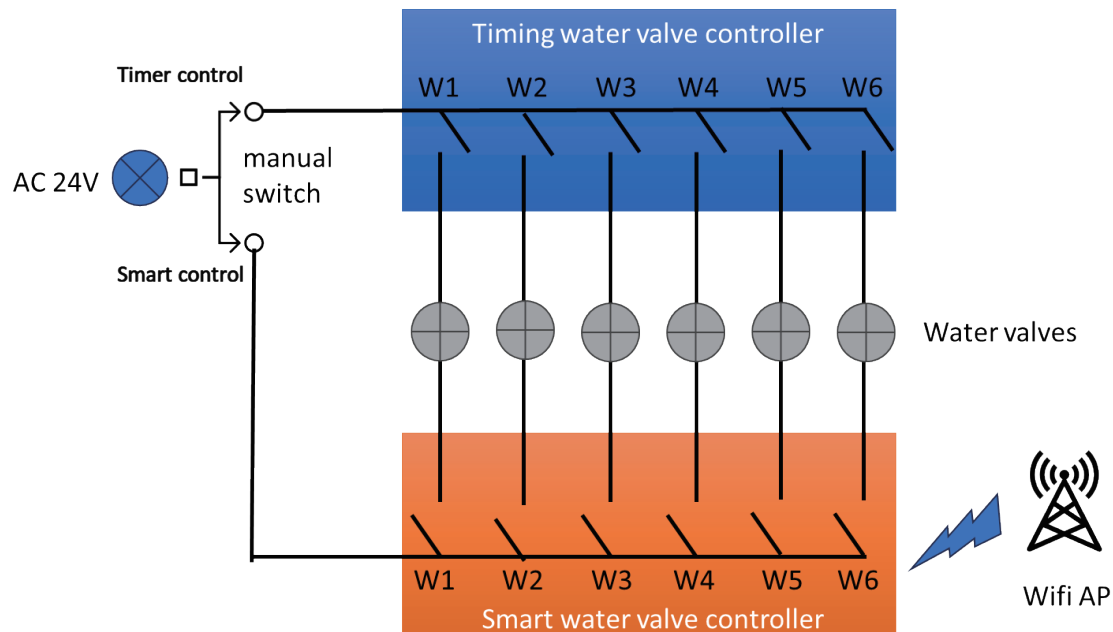 Timing water valve controller
Timer control
W1 W2 W3 W4 W5 W6
manual
switch
AC 24V
Smart control
Water valves
W1 W2 W3 W4 W5 W6
Wifi AP
Smart water valve controller